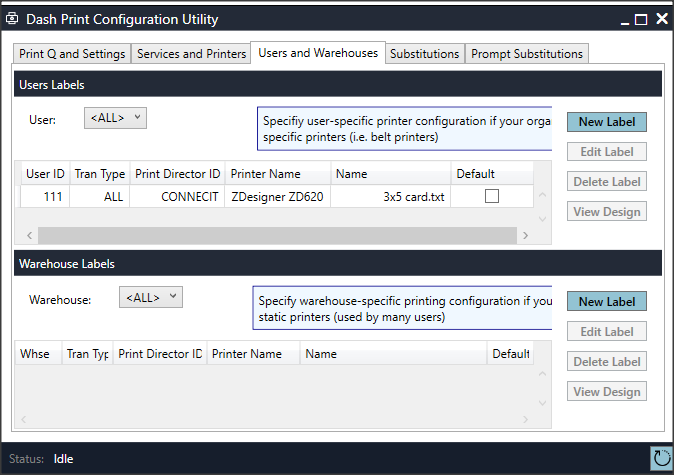 Dash Print Configuration Utility
Print Q and Settings Services and Printers Users and Warehouses Substitutions Prompt Substitutions
Users Labels
User: <ALL>
Specifiy user-specific printer configuration if your orga
specific printers (i.e. belt printers)
New Label
Edit Label
Delete Label
View Design
User ID Tran Type Print Director ID Printer Name Name Default
111 ALL CONNECIT ZDesigner ZD620 3x5 card.txt
Warehouse Labels
Warehouse: <ALL>
Specify warehouse-specific printing configuration if you
static printers (used by many users)
New Label
Edit Label
Delete Label
View Design
Whse Tran Typ Print Director ID Printer Name Name Default
Status: Idle